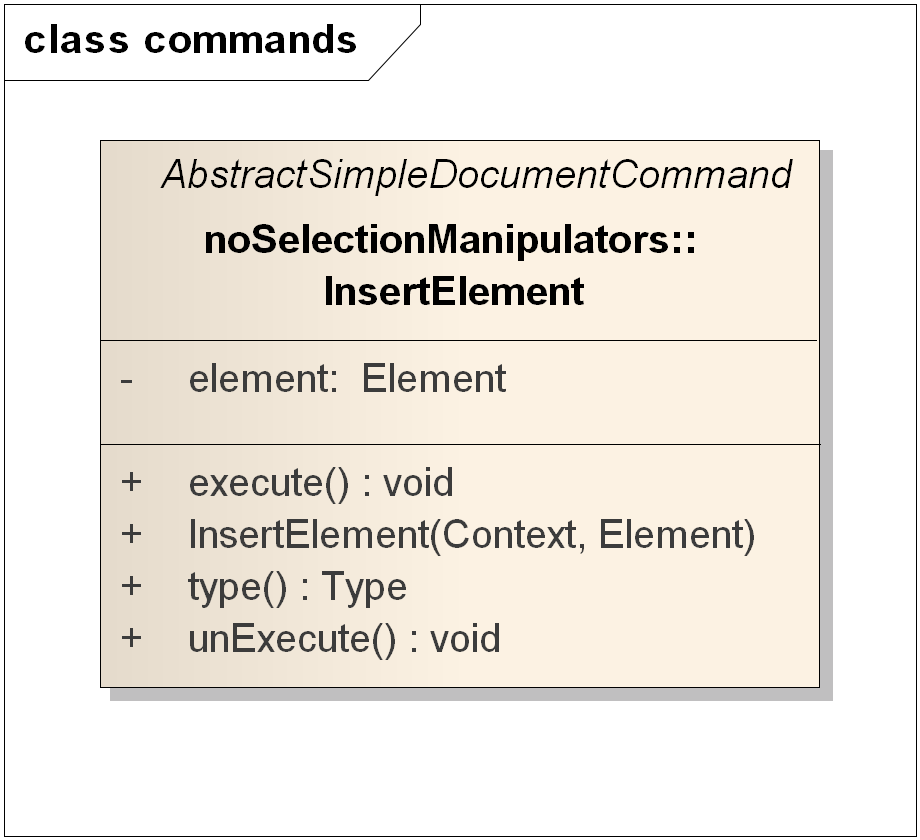 class commands
AbstractSimpleDocumentCommand
noSelectionManipulators::
InsertElement
- element: Element
+ execute() : void
+ InsertElement(Context, Element)
+ type() : Type
+ unExecute() : void